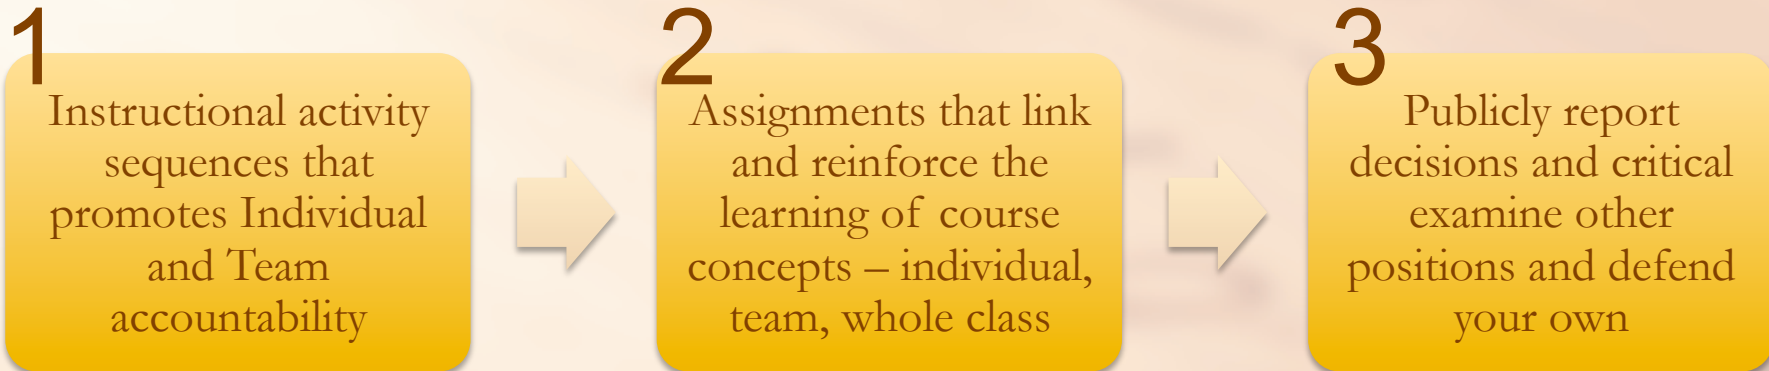 1
Instructional activity
sequences that
promotes Individual
and Team
accountability
2
Assignments that link
and reinforce the
learning of course
concepts – individual,
team, whole class
3
Publicly report
decisions and critical
examine other
positions and defend
your own